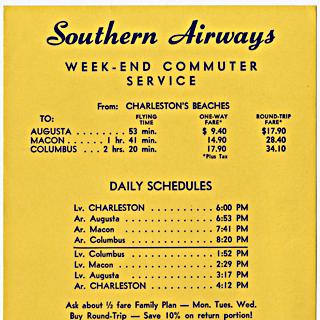 Southern Airways
WEEK-END COMMUTER
SERVICE
From: CHARLESTON'S BEACHES
TO: FLYING TIME ONE-WAY FARE* ROUND-TRIP FARE*
AUGUSTA ........ 53 min. $ 9.40 $17.90
MACON ...... 1 hr. 41 min. 14.90 28.40
COLUMBUS ... 2 hrs. 20 min. 17.90 34.10
*Plus Tax
DAILY SCHEDULES
Lv. CHARLESTON .......... 6:00 PM
Ar. Augusta .............. 6:53 PM
Ar. Macon ............... 7:41 PM
Ar. Columbus ............ 8:20 PM
Lv. Columbus ............ 1:52 PM
Lv. Macon ............... 2:29 PM
Lv. Augusta .............. 3:17 PM
Ar. CHARLESTON .......... 4:12 PM
Ask about ½ fare Family Plan — Mon. Tues. Wed.
Buy Round-Trip — Save 10% on return portion!